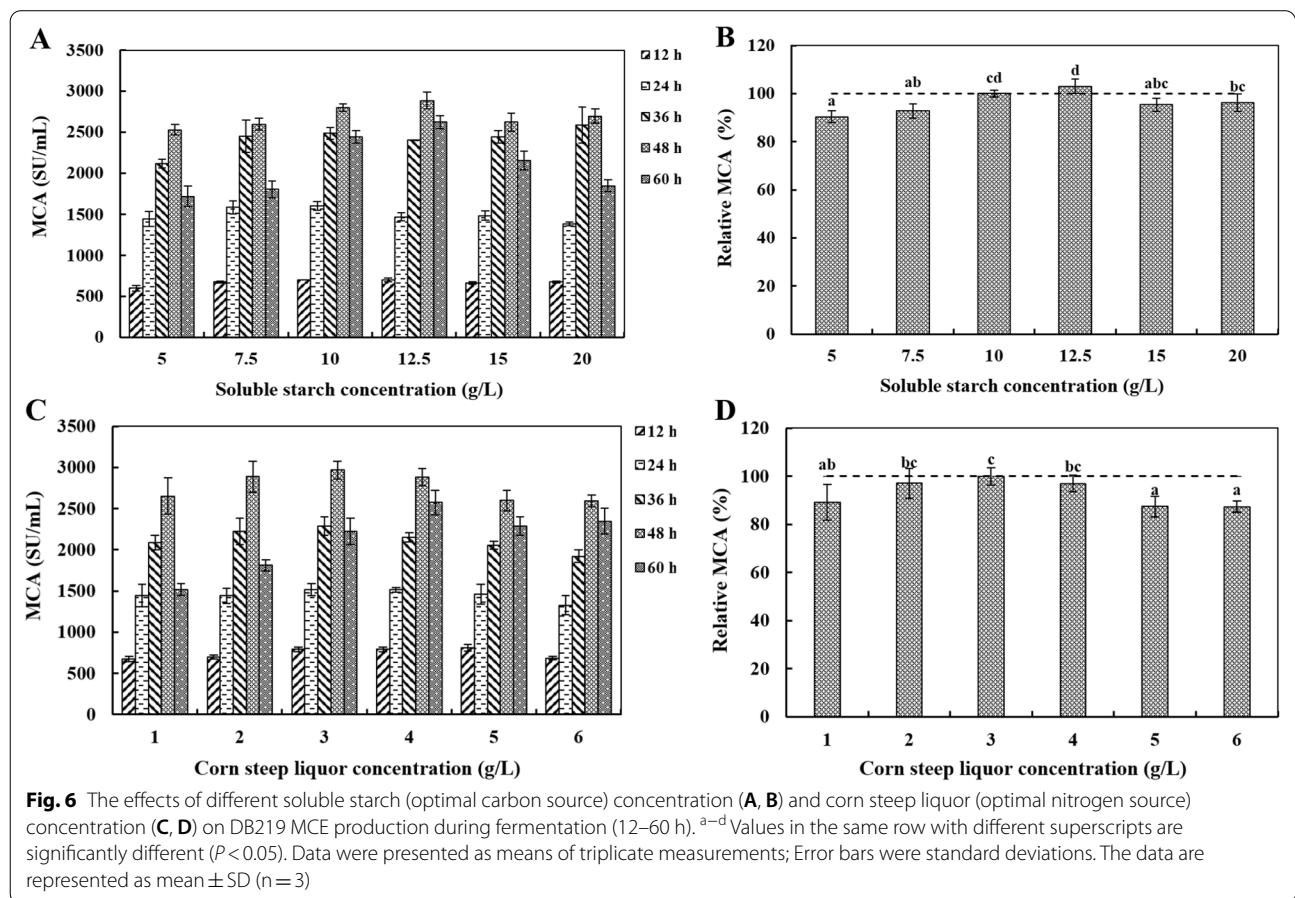 A
3500
3000
2500
2000
1500
1000
500
0
MCA (SU/mL)
5 7.5 10 12.5 15 20
Soluble starch concentration (g/L)
12 h
24 h
36 h
48 h
60 h
B
120
100
80
60
40
20
0
Relative MCA (%)
a ab cd d abc bc
5 7.5 10 12.5 15 20
Soluble starch concentration (g/L)
C
3500
3000
2500
2000
1500
1000
500
0
MCA (SU/mL)
1 2 3 4 5 6
Corn steep liquor concentration (g/L)
12 h
24 h
36 h
48 h
60 h
D
120
100
80
60
40
20
0
Relative MCA (%)
ab bc c bc a a
1 2 3 4 5 6
Corn steep liquor concentration (g/L)
Fig. 6 The effects of different soluble starch (optimal carbon source) concentration (A, B) and corn steep liquor (optimal nitrogen source)
concentration (C, D) on DB219 MCE production during fermentation (12–60 h). a–d Values in the same row with different superscripts are
significantly different (P < 0.05). Data were presented as means of triplicate measurements; Error bars were standard deviations. The data are
represented as mean ± SD (n = 3)